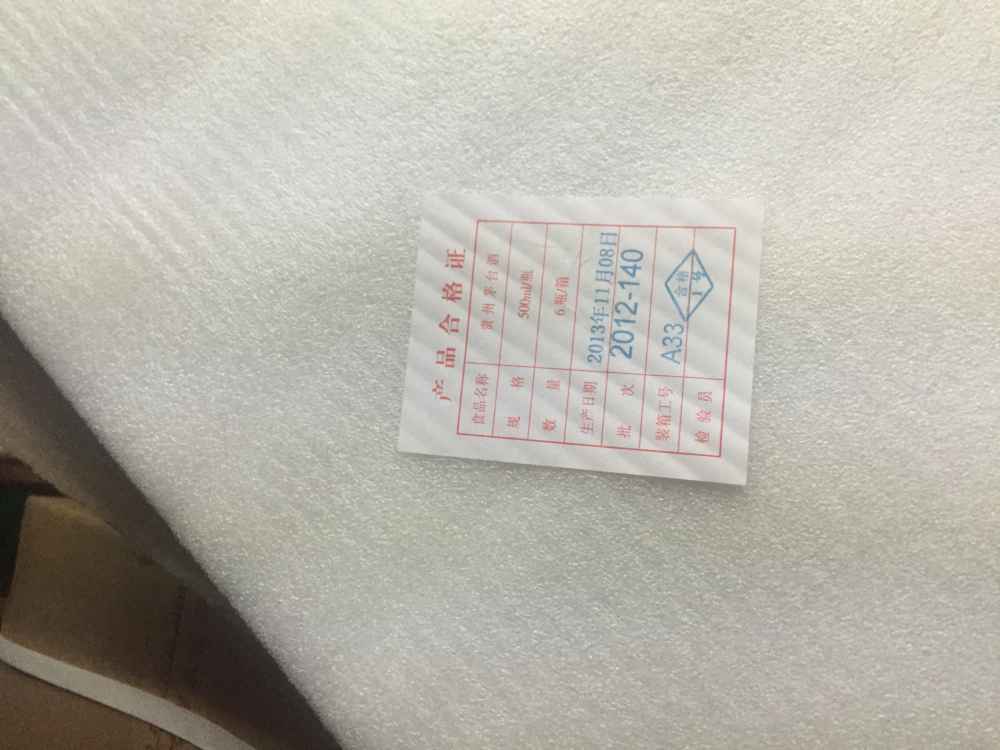 产品合格证
食品名称 贵州茅台酒
规格 500ml/瓶
数量 6瓶/箱
生产日期 2013年11月08日
批次 2012-140
装箱工号 A33
检验员 合格
1号